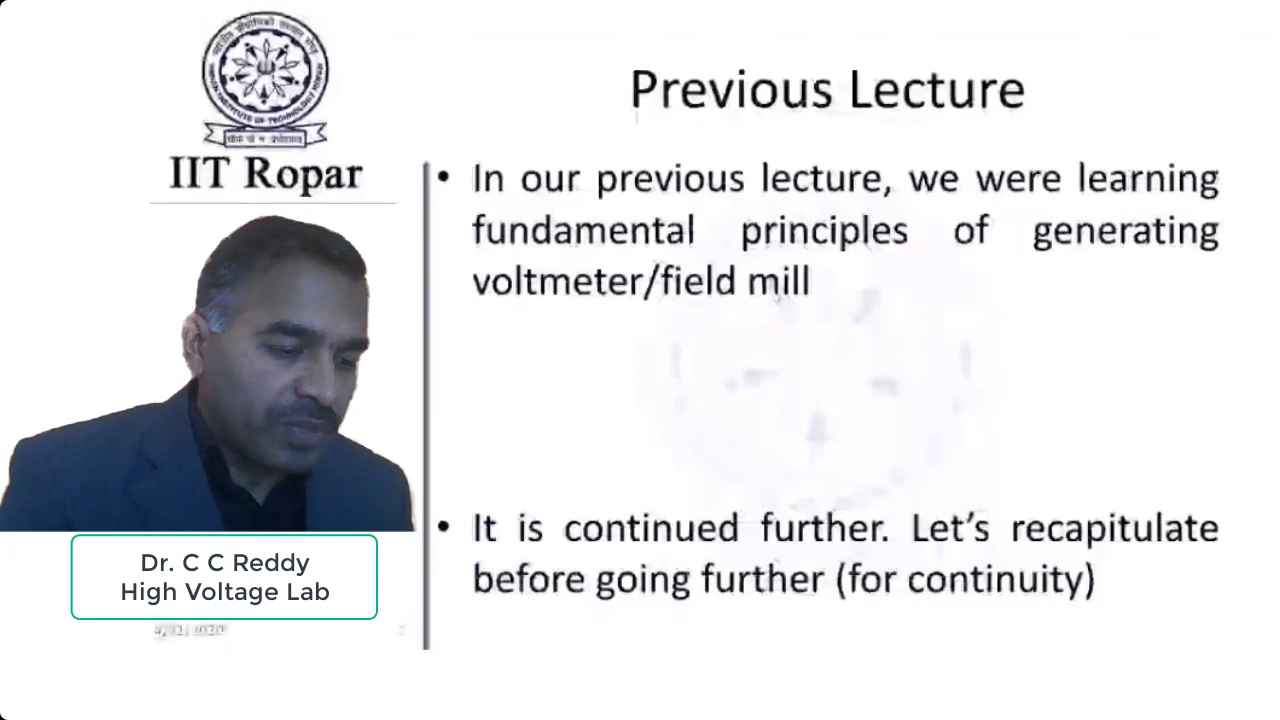 IIT Ropar
Previous Lecture
• In our previous lecture, we were learning
fundamental principles of generating
voltmeter/field mill
• It is continued further. Let’s recapitulate
before going further (for continuity)
Dr. C C Reddy
High Voltage Lab